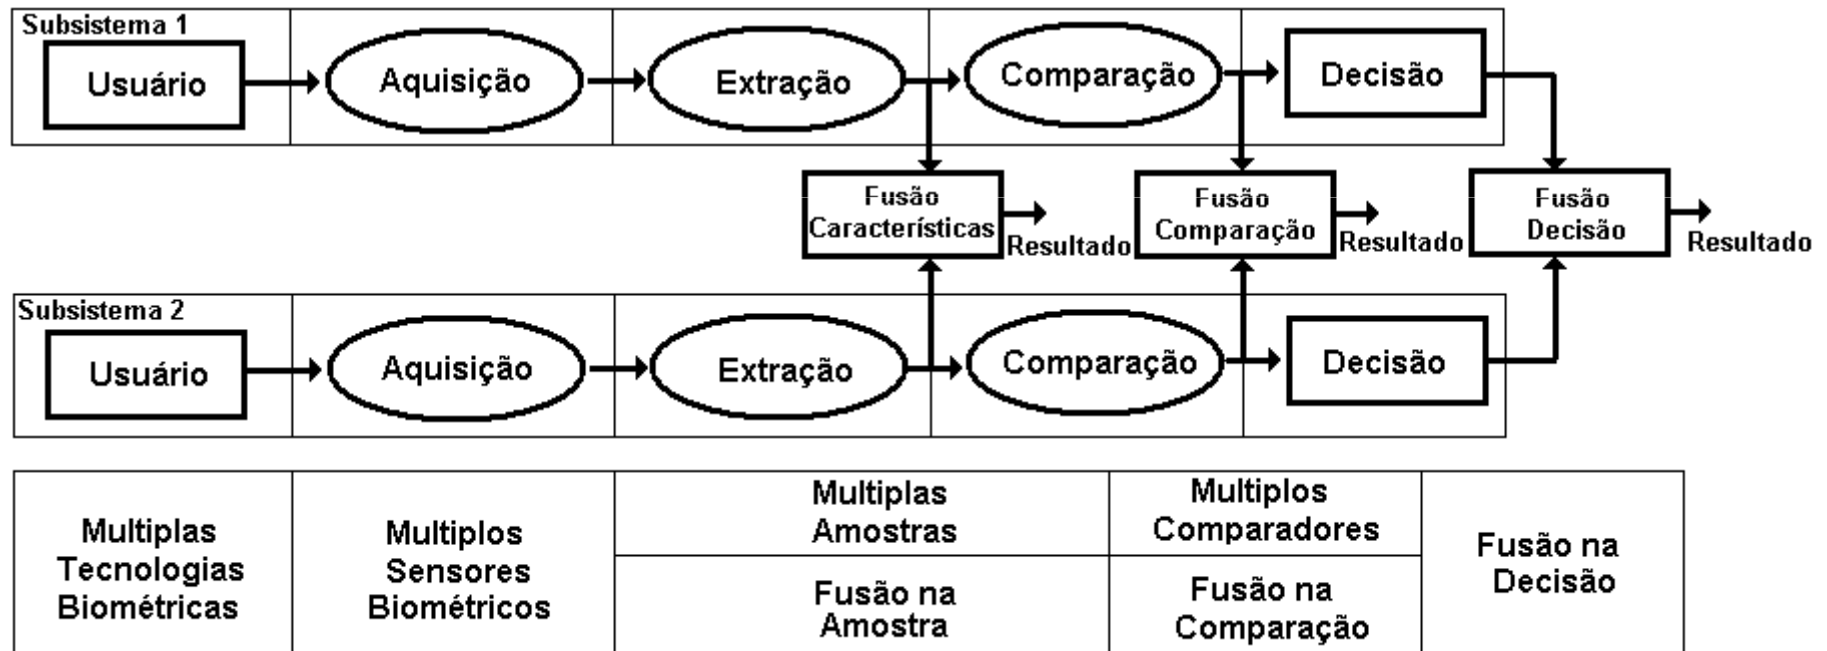 Subsistema 1
Usuário
Aquisição
Extração
Comparação
Decisão
Fusão
Características
Resultado
Fusão
Comparação
Resultado
Fusão
Decisão
Resultado
Subsistema 2
Usuário
Aquisição
Extração
Comparação
Decisão
Multiplas
Tecnologias
Biométricas
Multiplos
Sensores
Biométricos
Multiplas
Amostras
Fusão na
Amostra
Multiplos
Comparadores
Fusão na
Comparação
Fusão na
Decisão